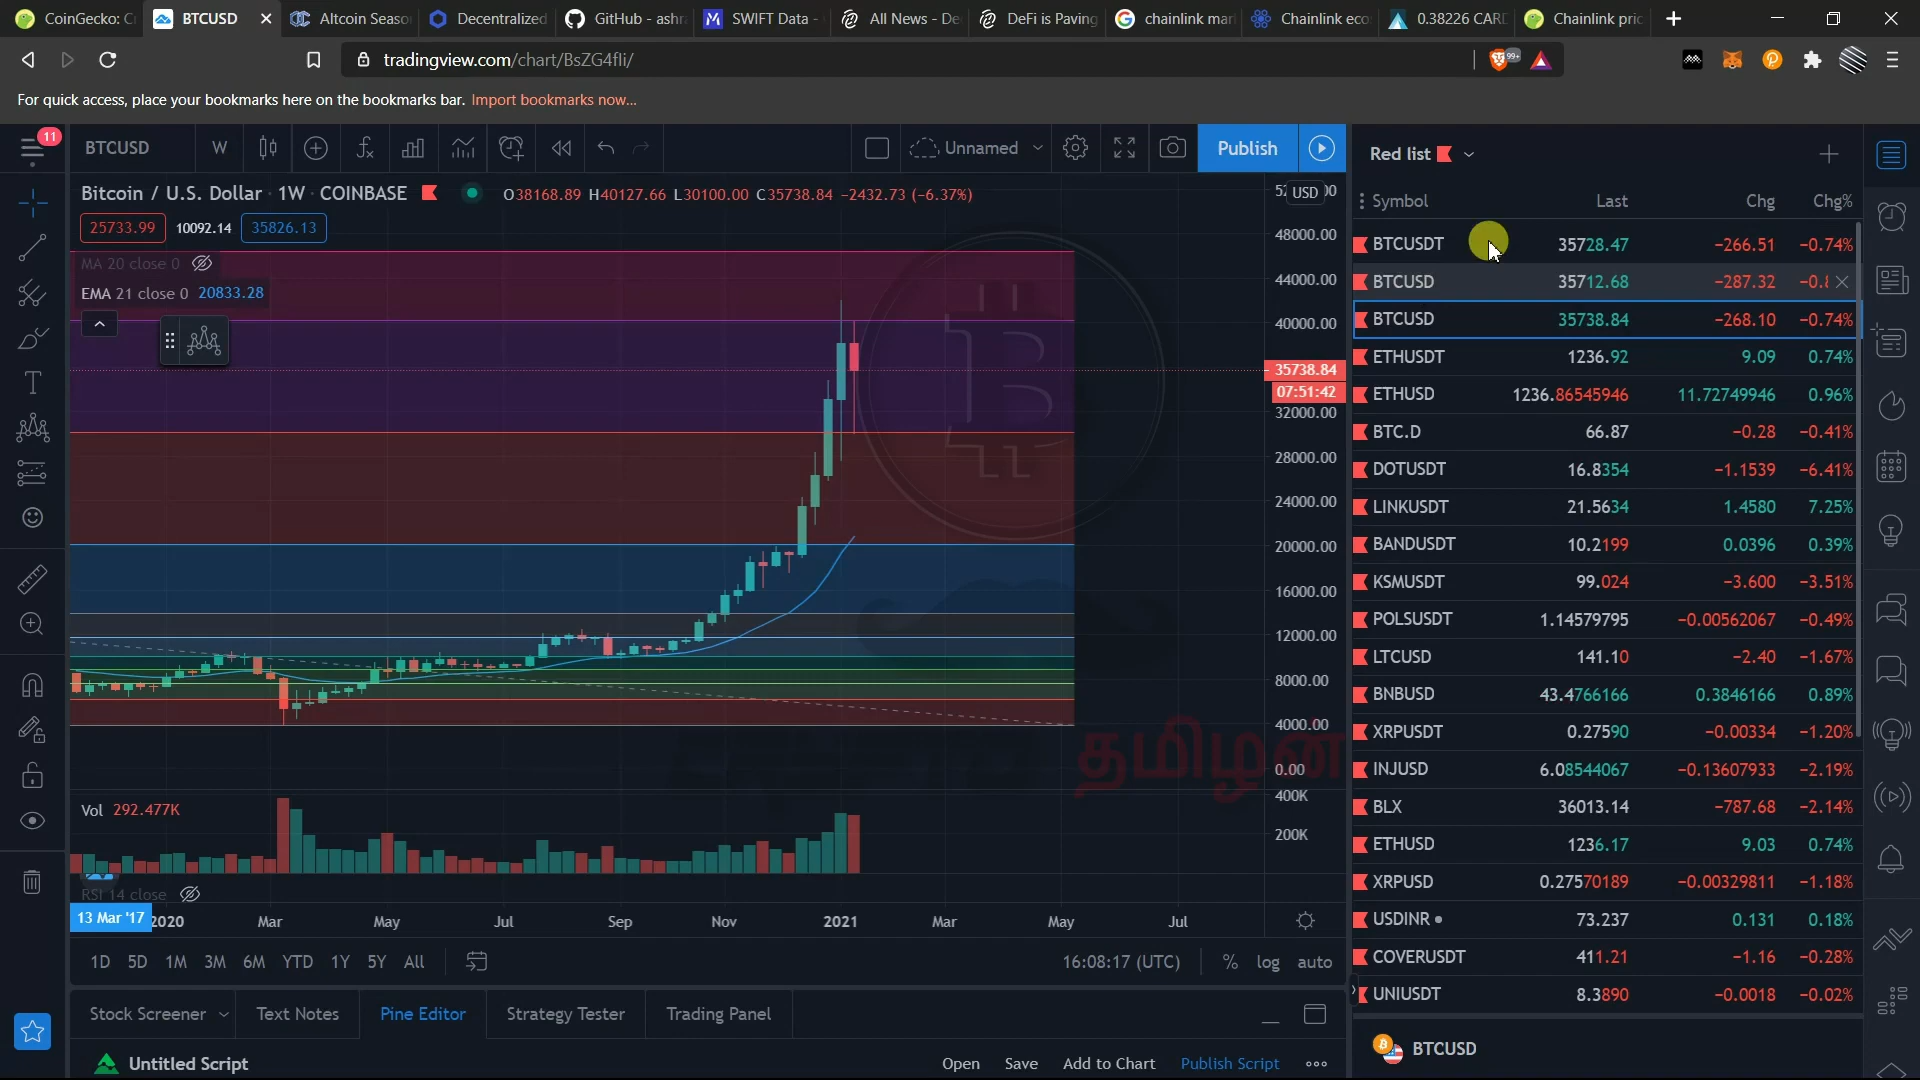 CoinGecko: C
BTCUSD
Altcoin Seaso
Decentralized
GitHub - ashr
SWIFT Data -
All News - De
DeFi is Paving
chainlink mar
Chainlink eco
0.38226 CARD
Chainlink pric
tradingview.com/chart/BsZG4fli/
99+
For quick access, place your bookmarks here on the bookmarks bar. Import bookmarks now...
11
BTCUSD
W
Unnamed
Publish
Red list
Bitcoin / U.S. Dollar · 1W · COINBASE
O38168.89 H40127.66 L30100.00 C35738.84 −2432.73 (−6.37%)
USD
25733.99 10092.14 35826.13
MA 20 close 0
EMA 21 close 0 20833.28
48000.00
44000.00
40000.00
35738.84
07:51:42
32000.00
28000.00
24000.00
20000.00
16000.00
12000.00
8000.00
4000.00
0.00
400K
200K
தமிழன்
Vol 292.477K
RSI 14 close
13 Mar '17
2020 Mar May Jul Sep Nov 2021 Mar May Jul
1D 5D 1M 3M 6M YTD 1Y 5Y All
16:08:17 (UTC) % log auto
Stock Screener Text Notes Pine Editor Strategy Tester Trading Panel
Untitled Script
Open Save Add to Chart Publish Script
Symbol Last Chg Chg%
BTCUSDT 35728.47 −266.51 −0.74%
BTCUSD 35712.68 −287.32 −0.8
BTCUSD 35738.84 −268.10 −0.74%
ETHUSDT 1236.92 9.09 0.74%
ETHUSD 1236.86545946 11.72749946 0.96%
BTC.D 66.87 −0.28 −0.41%
DOTUSDT 16.8354 −1.1539 −6.41%
LINKUSDT 21.5634 1.4580 7.25%
BANDUSDT 10.2199 0.0396 0.39%
KSMUSDT 99.024 −3.600 −3.51%
POLSUSDT 1.14579795 −0.00562067 −0.49%
LTCUSD 141.10 −2.40 −1.67%
BNBUSD 43.4766166 0.3846166 0.89%
XRPUSDT 0.27590 −0.00334 −1.20%
INJUSD 6.08544067 −0.13607933 −2.19%
BLX 36013.14 −787.68 −2.14%
ETHUSD 1236.17 9.03 0.74%
XRPUSD 0.27570189 −0.00329811 −1.18%
USDINR 73.237 0.131 0.18%
COVERUSDT 411.21 −1.16 −0.28%
UNIUSDT 8.3890 −0.0018 −0.02%
BTCUSD